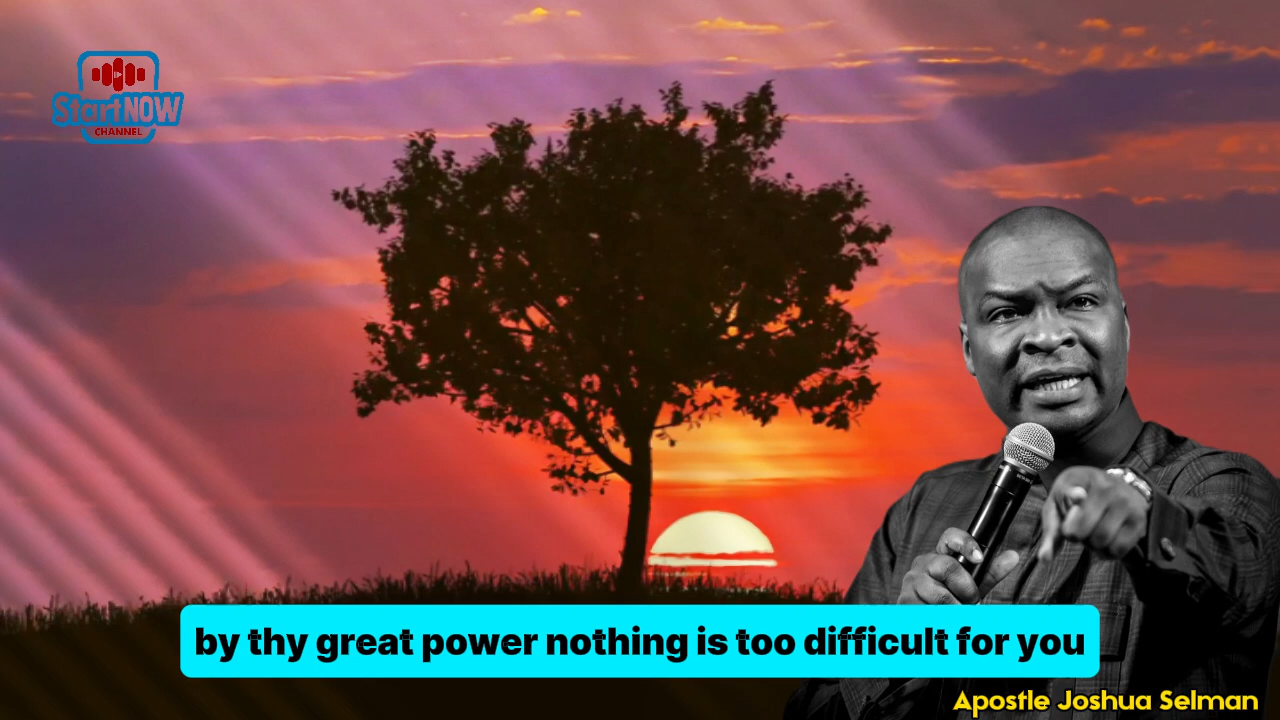 StartNOW
CHANNEL
by thy great power nothing is too difficult for you
Apostle Joshua Selman